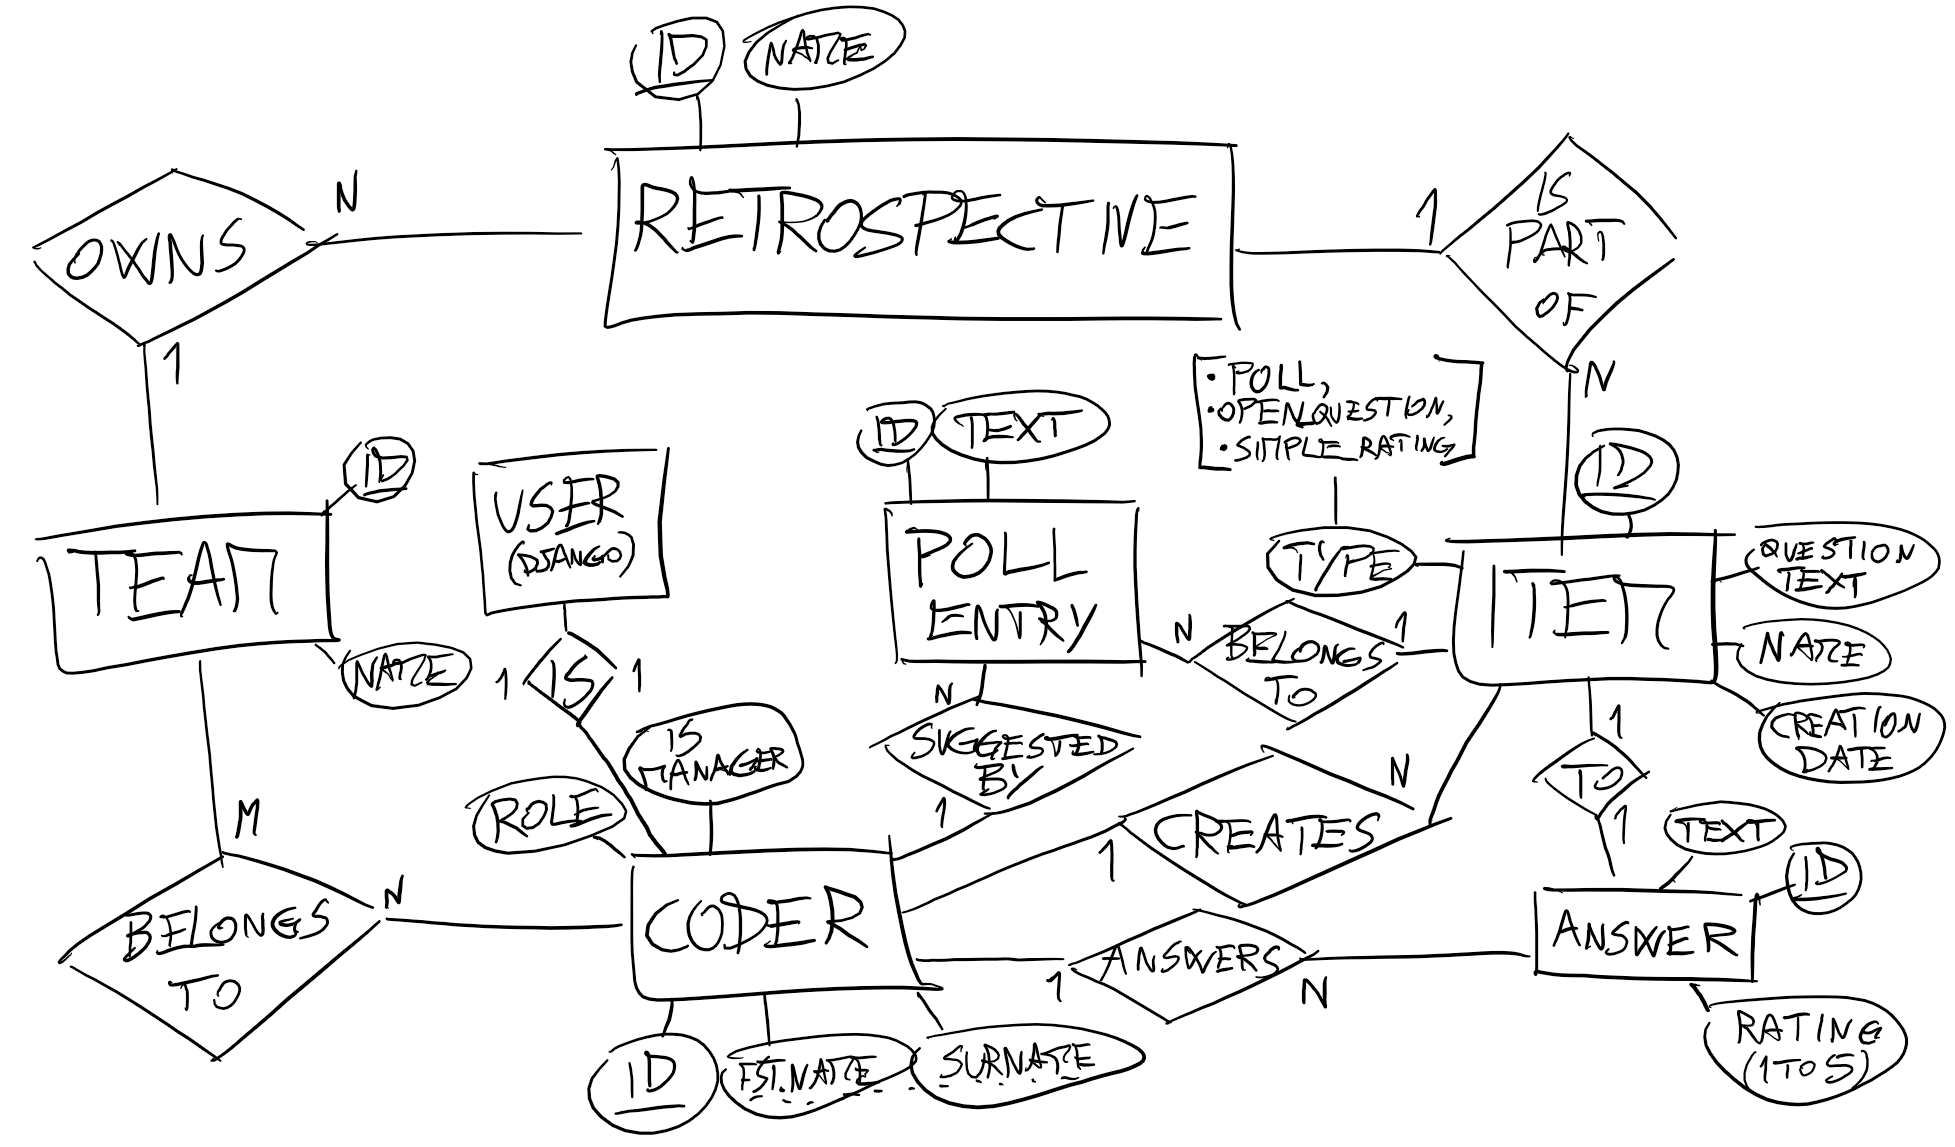 ID
NAME
RETROSPECTIVE
OWNS
N
1
1
IS
PART
OF
N
• POLL,
• OPEN_QUESTION,
• SIMPLE_RATING
ID
TEXT
ID
ID
USER
(DJANGO)
POLL
ENTRY
TYPE
ITEM
QUESTION
TEXT
NAME
CREATION
DATE
TEAM
NAME
1
IS
1
N
BELONGS
TO
1
N
SUGGESTED
BY
1
IS
MANAGER
ROLE
1
TO
1
N
CREATES
1
TEXT
ID
M
BELONGS
TO
N
CODER
1
ANSWERS
N
ANSWER
RATING
(1 TO 5)
ID
FST.NAME
SURNAME